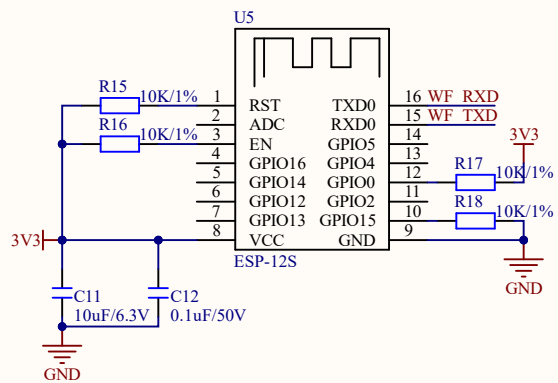 U5
R15 10K/1%
1 RST TXD0 16 WF_RXD
2 ADC RXD0 15 WF_TXD
R16 10K/1%
3 EN GPIO5 14
3V3
4 GPIO16 GPIO4 13
R17 10K/1%
5 GPIO14 GPIO0 12
6 GPIO12 GPIO2 11
R18 10K/1%
7 GPIO13 GPIO15 10
3V3 8 VCC GND 9
ESP-12S
GND
C11 C12
10uF/6.3V 0.1uF/50V
GND